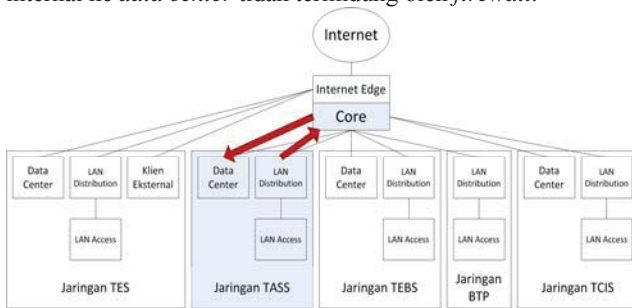 internal ke data center tidak terlindung oleh firewall.
Internet
Internet Edge
Core
Data Center
LAN Distribution
Klien Eksternal
Data Center
LAN Distribution
Data Center
LAN Distribution
LAN Distribution
Data Center
LAN Distribution
LAN Access
LAN Access
LAN Access
LAN Access
LAN Access
Jaringan TES
Jaringan TASS
Jaringan TEBS
Jaringan BTP
Jaringan TCIS